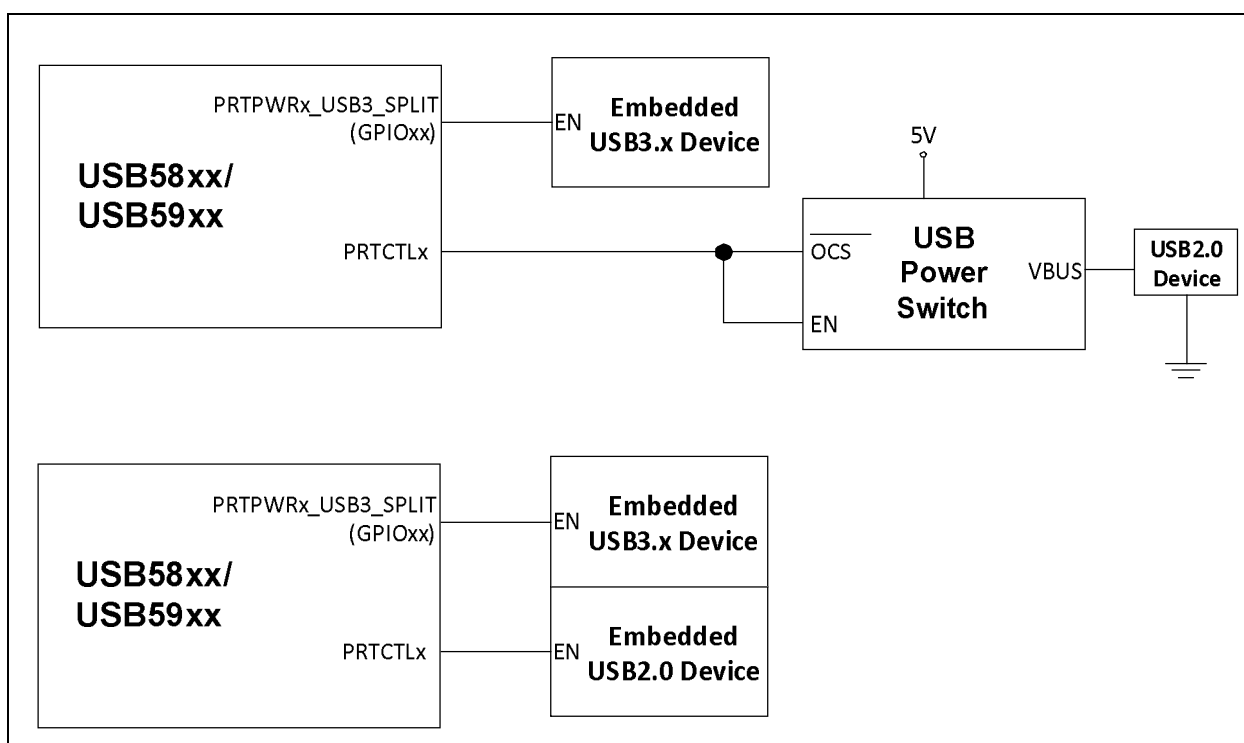 PRTPWRx_USB3_SPLIT
(GPIOxx)
USB58xx/
USB59xx
PRTCTLx
EN
Embedded
USB3.x Device
5V
OCS
EN
USB
Power
Switch
VBUS
USB2.0
Device
PRTPWRx_USB3_SPLIT
(GPIOxx)
USB58xx/
USB59xx
PRTCTLx
EN
Embedded
USB3.x Device
EN
Embedded
USB2.0 Device